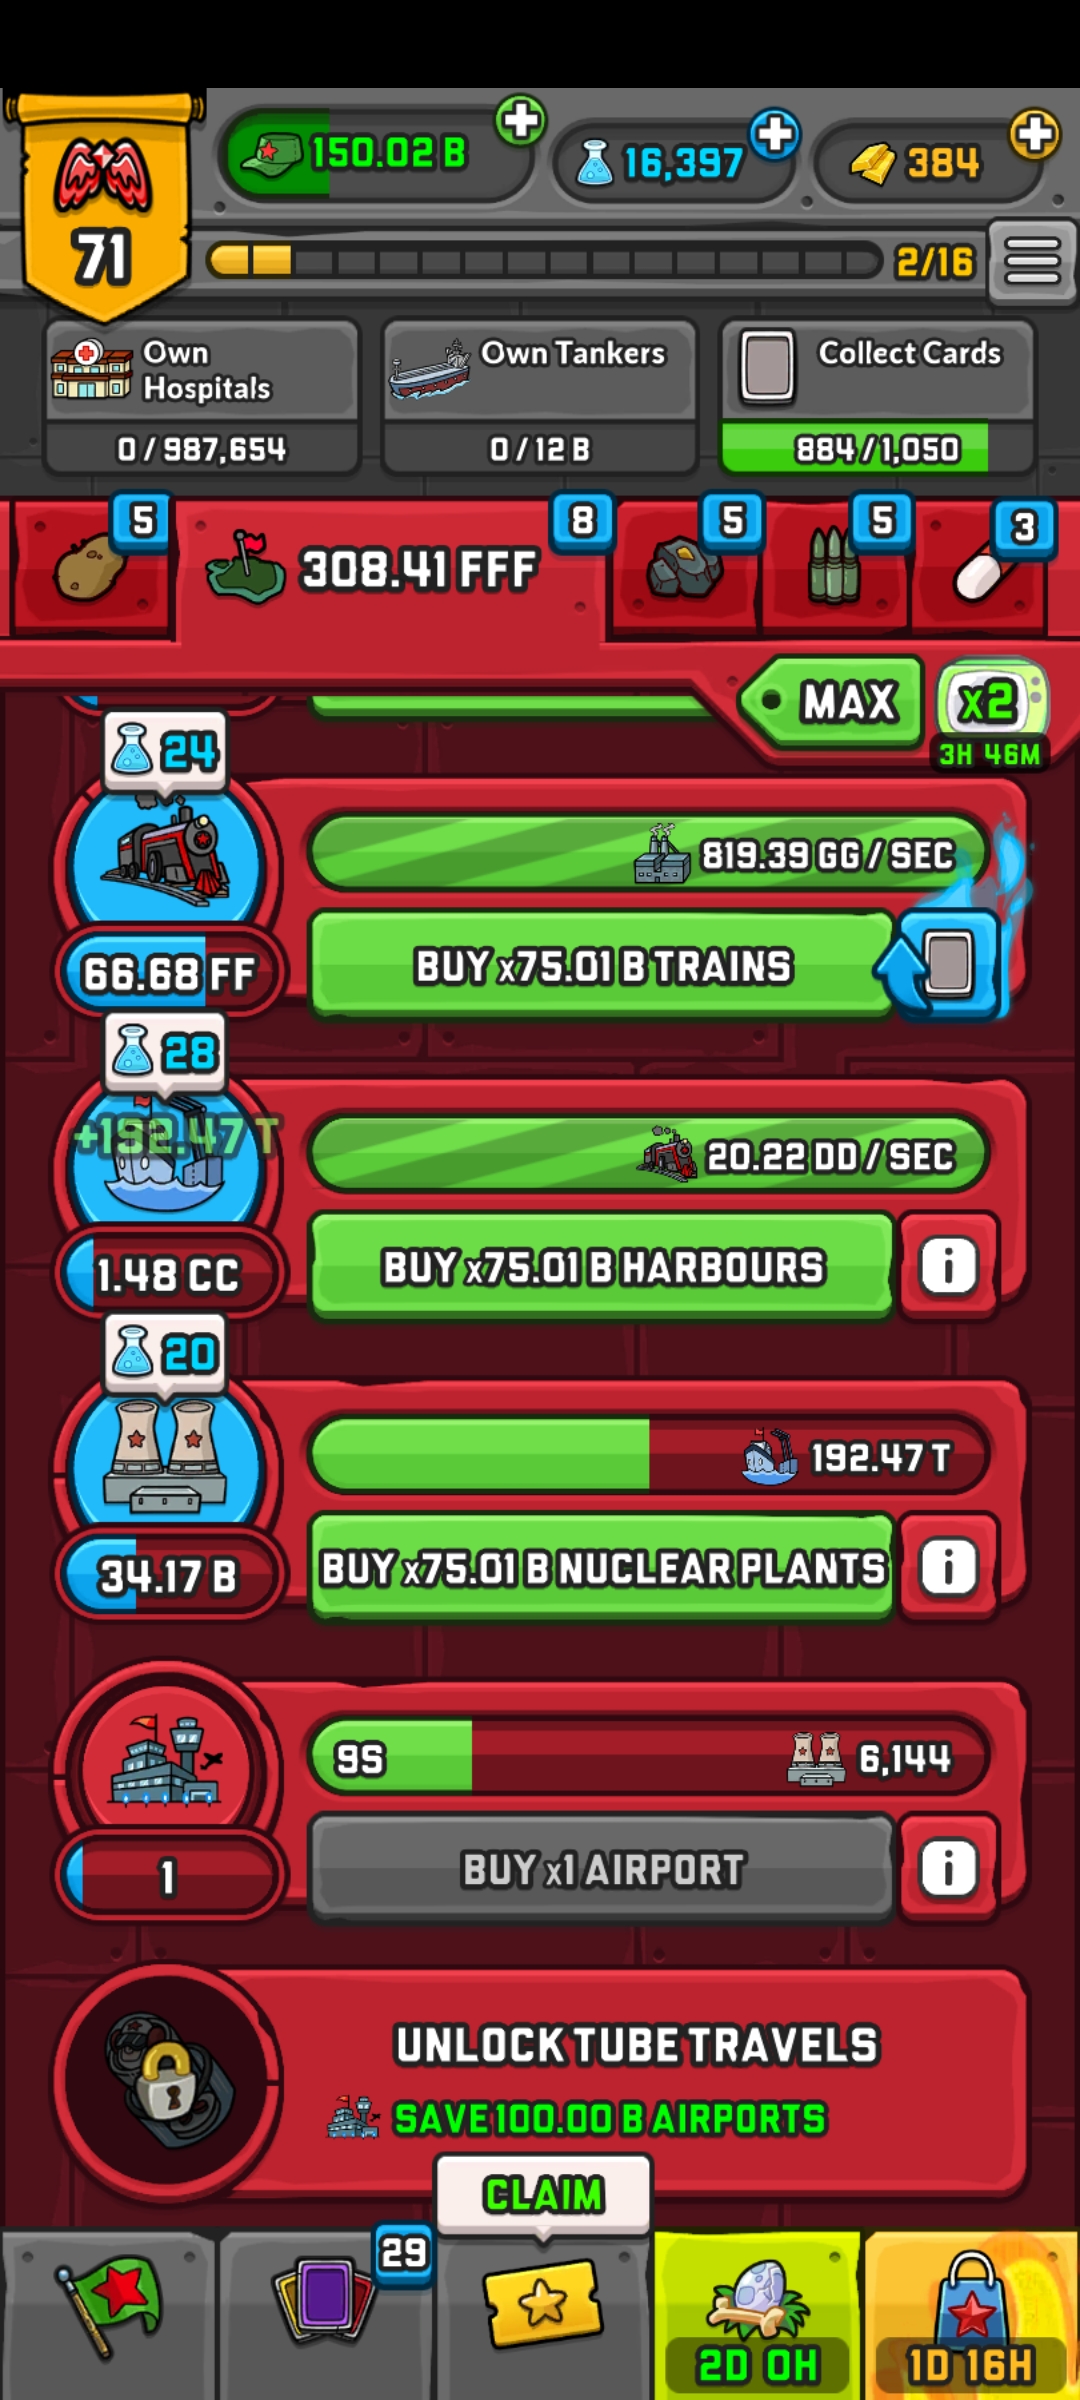 150.02 B
16,397
384
71
2/16
Own
Hospitals
0 / 987,654
Own Tankers
0 / 12 B
Collect Cards
884 / 1,050
5
308.41 FFF
8
5
5
3
MAX
x2
3H 46M
24
819.39 GG / SEC
BUY x75.01 B TRAINS
66.68 FF
28
+192.47 T
20.22 DD / SEC
BUY x75.01 B HARBOURS
i
1.48 CC
20
192.47 T
BUY x75.01 B NUCLEAR PLANTS
i
34.17 B
9S
6,144
BUY x1 AIRPORT
i
1
UNLOCK TUBE TRAVELS
SAVE 100.00 B AIRPORTS
CLAIM
29
2D 0H
1D 16H